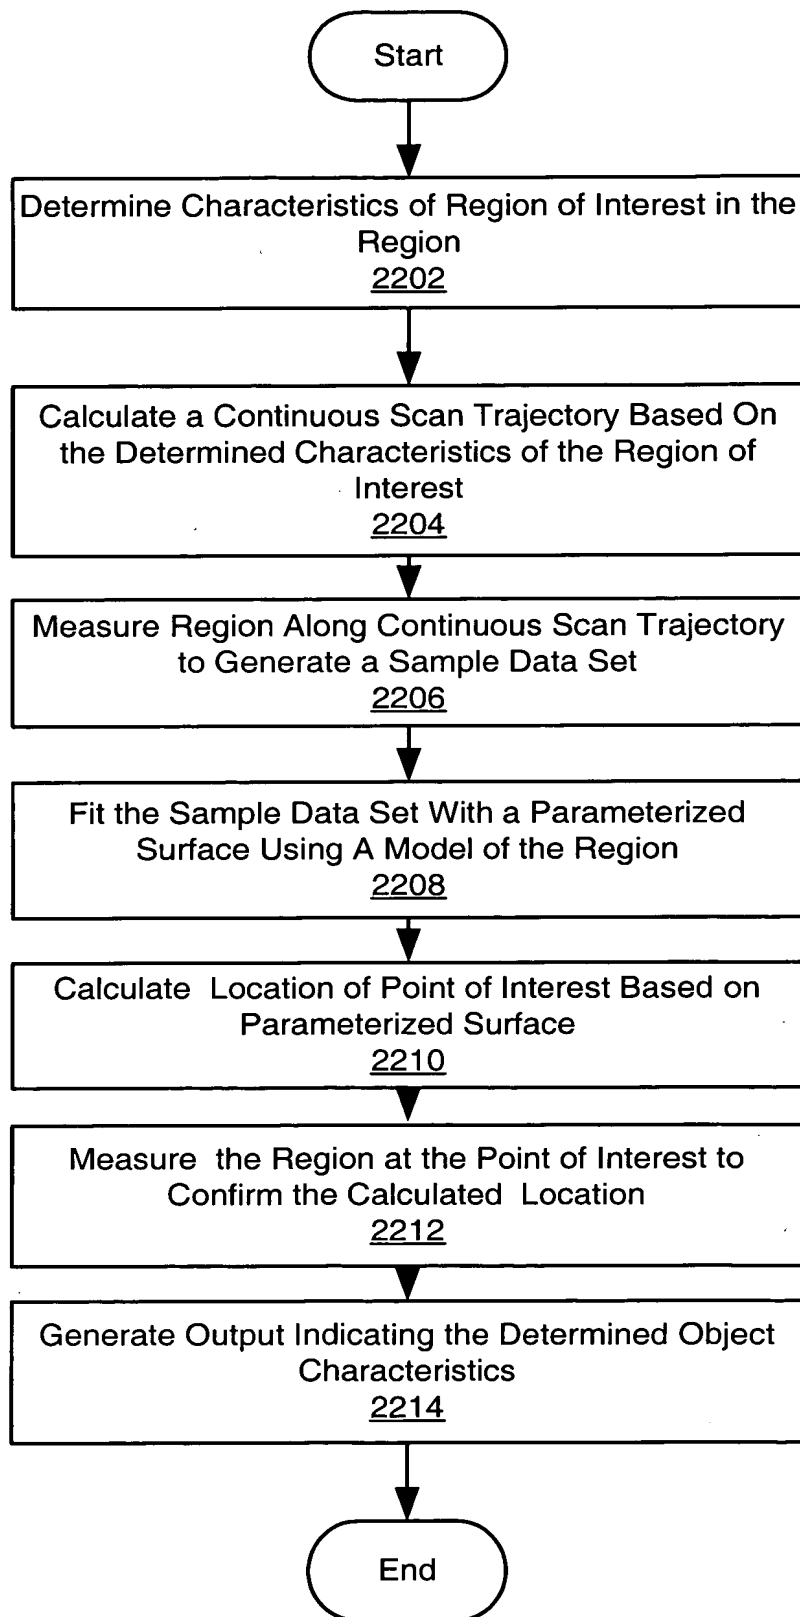 Start
Determine Characteristics of Region of Interest in the
Region
2202
Calculate a Continuous Scan Trajectory Based On
the Determined Characteristics of the Region of
Interest
2204
Measure Region Along Continuous Scan Trajectory
to Generate a Sample Data Set
2206
Fit the Sample Data Set With a Parameterized
Surface Using A Model of the Region
2208
Calculate Location of Point of Interest Based on
Parameterized Surface
2210
Measure the Region at the Point of Interest to
Confirm the Calculated Location
2212
Generate Output Indicating the Determined Object
Characteristics
2214
End